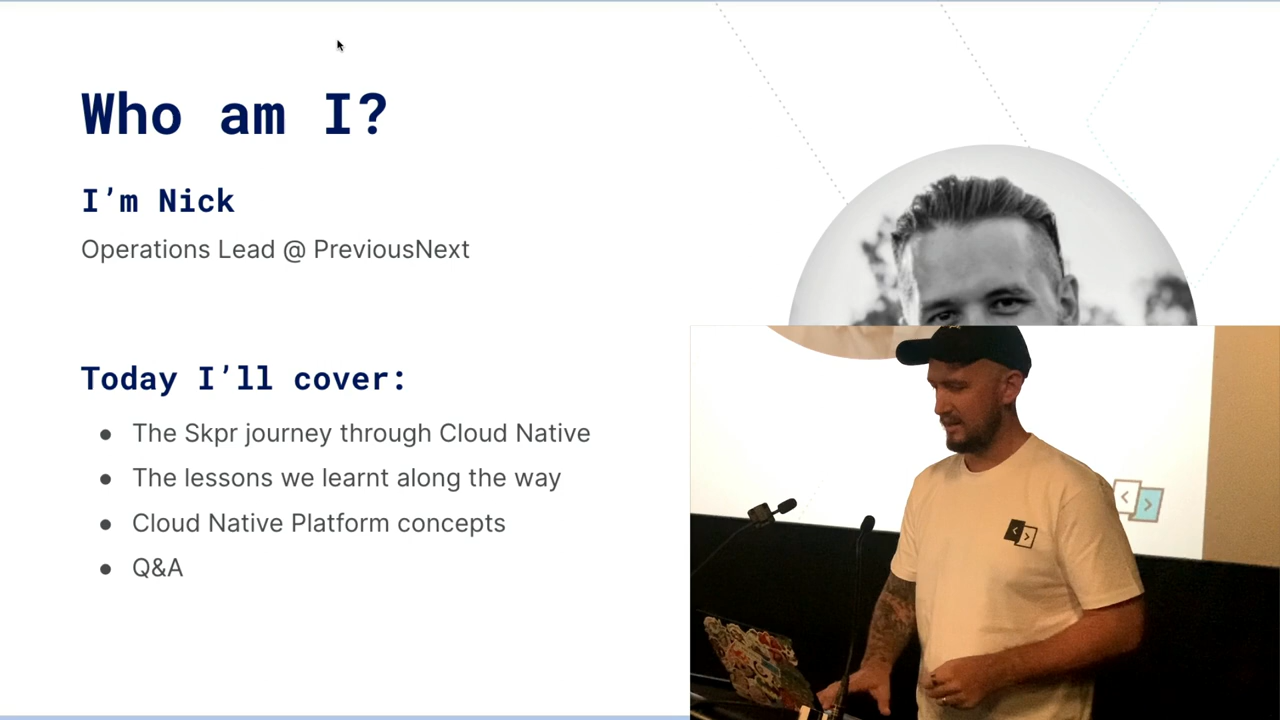 Who am I?
I’m Nick
Operations Lead @ PreviousNext
Today I’ll cover:
● The Skpr journey through Cloud Native
● The lessons we learnt along the way
● Cloud Native Platform concepts
● Q&A